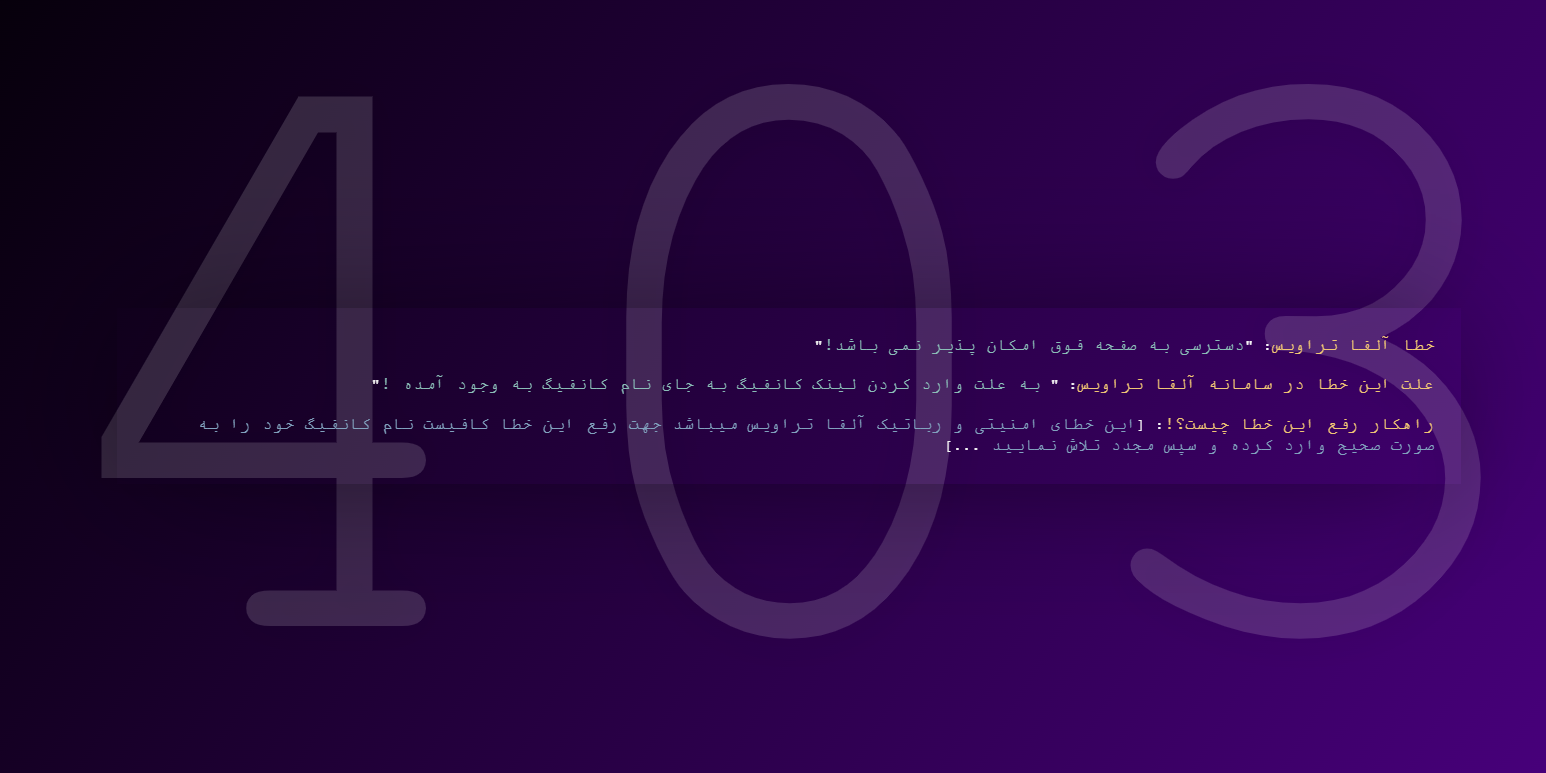 403
خطا آلفا تراویس: "دسترسی به صفحه فوق امکان پذیر نمی باشد!"
علت این خطا در سامانه آلفا تراویس: " به علت وارد کردن لینک کانفیگ به جای نام کانفیگ به وجود آمده !"
راهکار رفع این خطا چیست؟!: [این خطای امنیتی و رباتیک آلفا تراویس میباشد جهت رفع این خطا کافیست نام کانفیگ خود را به
صورت صحیح وارد کرده و سپس مجدد تلاش نمایید ...]